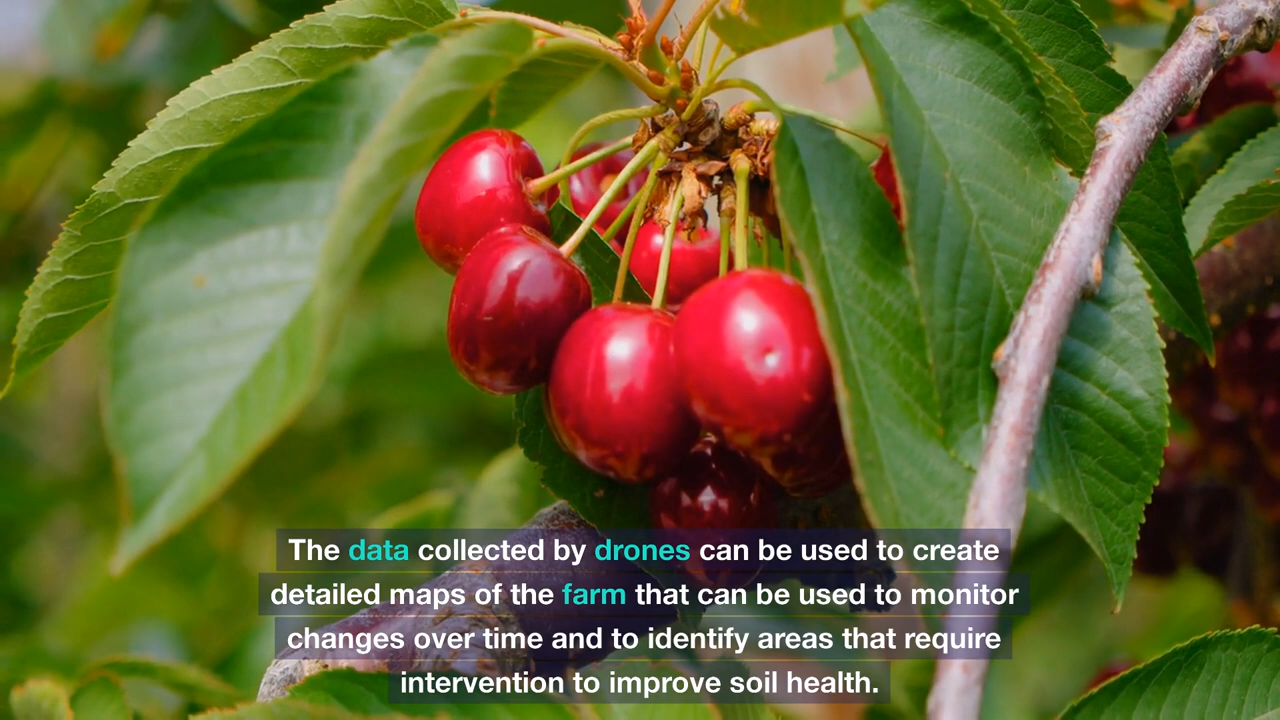 The data collected by drones can be used to create
detailed maps of the farm that can be used to monitor
changes over time and to identify areas that require
intervention to improve soil health.